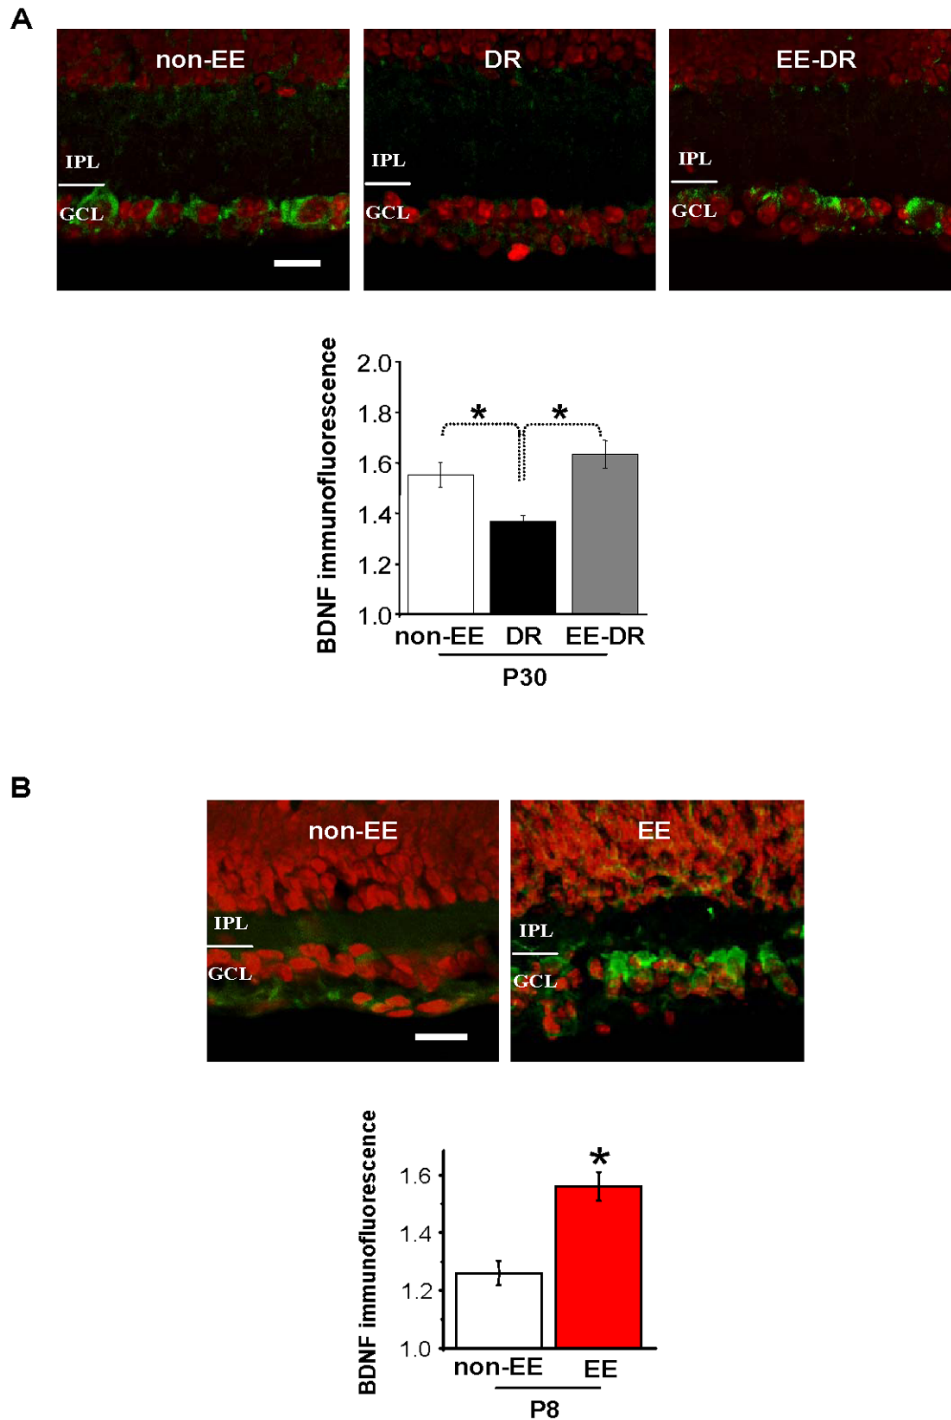 A
non-EE
DR
EE-DR
IPL
GCL
IPL
GCL
IPL
GCL
BDNF immunofluorescence
2.0
1.8
1.6
1.4
1.2
1.0
*
*
non-EE DR EE-DR
P30
B
non-EE
EE
IPL
GCL
IPL
GCL
BDNF immunofluorescence
1.6
1.4
1.2
1.0
*
non-EE EE
P8